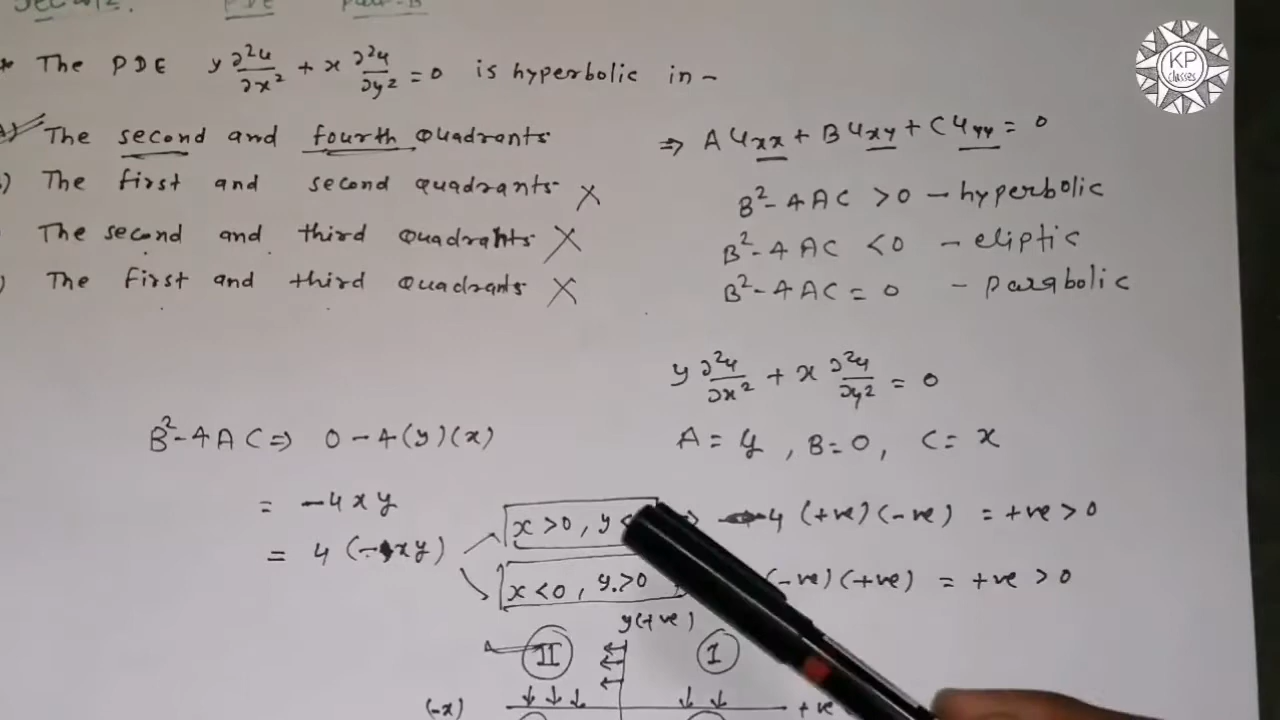 PDE
* The PDE y ∂²u/∂x² + x ∂²u/∂y² = 0 is hyperbolic in -
The second and fourth Quadrants
) The first and second quadrants X
The second and third Quadrants X
) The First and third Quadrants X
⇒ A uxx + B uxy + C uyy = 0
B² - 4AC > 0 - hyperbolic
B² - 4AC < 0 - eliptic
B² - 4AC = 0 - parabolic
y ∂²u/∂x² + x ∂²u/∂y² = 0
A = y, B = 0, C = x
B² - 4AC ⇒ 0 - 4(y)(x)
= -4xy
= 4(-xy)
x > 0, y <
⇒ -4 (+ve)(-ve) = +ve > 0
x < 0, y > 0
(-ve)(+ve) = +ve > 0
y(+ve)
II I
(-x) +ve
KP
classes